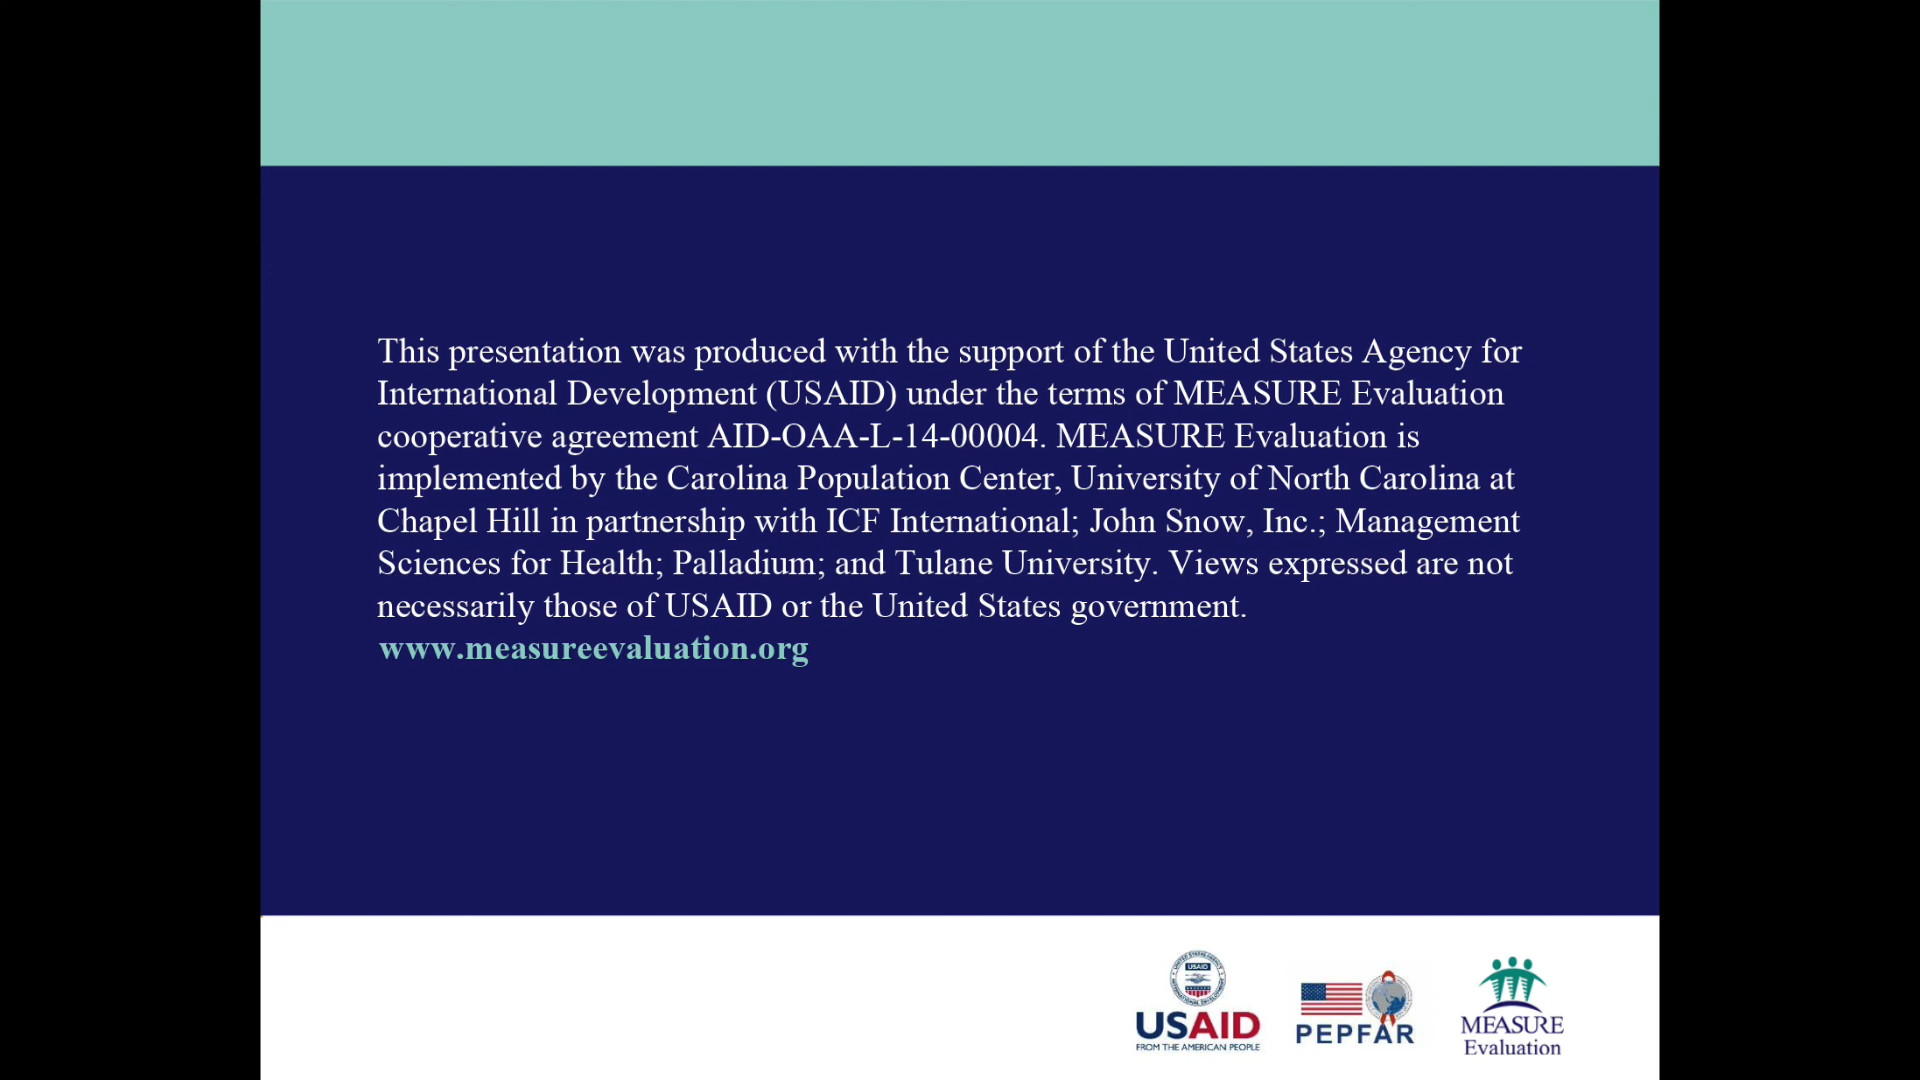 This presentation was produced with the support of the United States Agency for
International Development (USAID) under the terms of MEASURE Evaluation
cooperative agreement AID-OAA-L-14-00004. MEASURE Evaluation is
implemented by the Carolina Population Center, University of North Carolina at
Chapel Hill in partnership with ICF International; John Snow, Inc.; Management
Sciences for Health; Palladium; and Tulane University. Views expressed are not
necessarily those of USAID or the United States government.
www.measureevaluation.org
USAID
USAID
FROM THE AMERICAN PEOPLE
PEPFAR
MEASURE
Evaluation